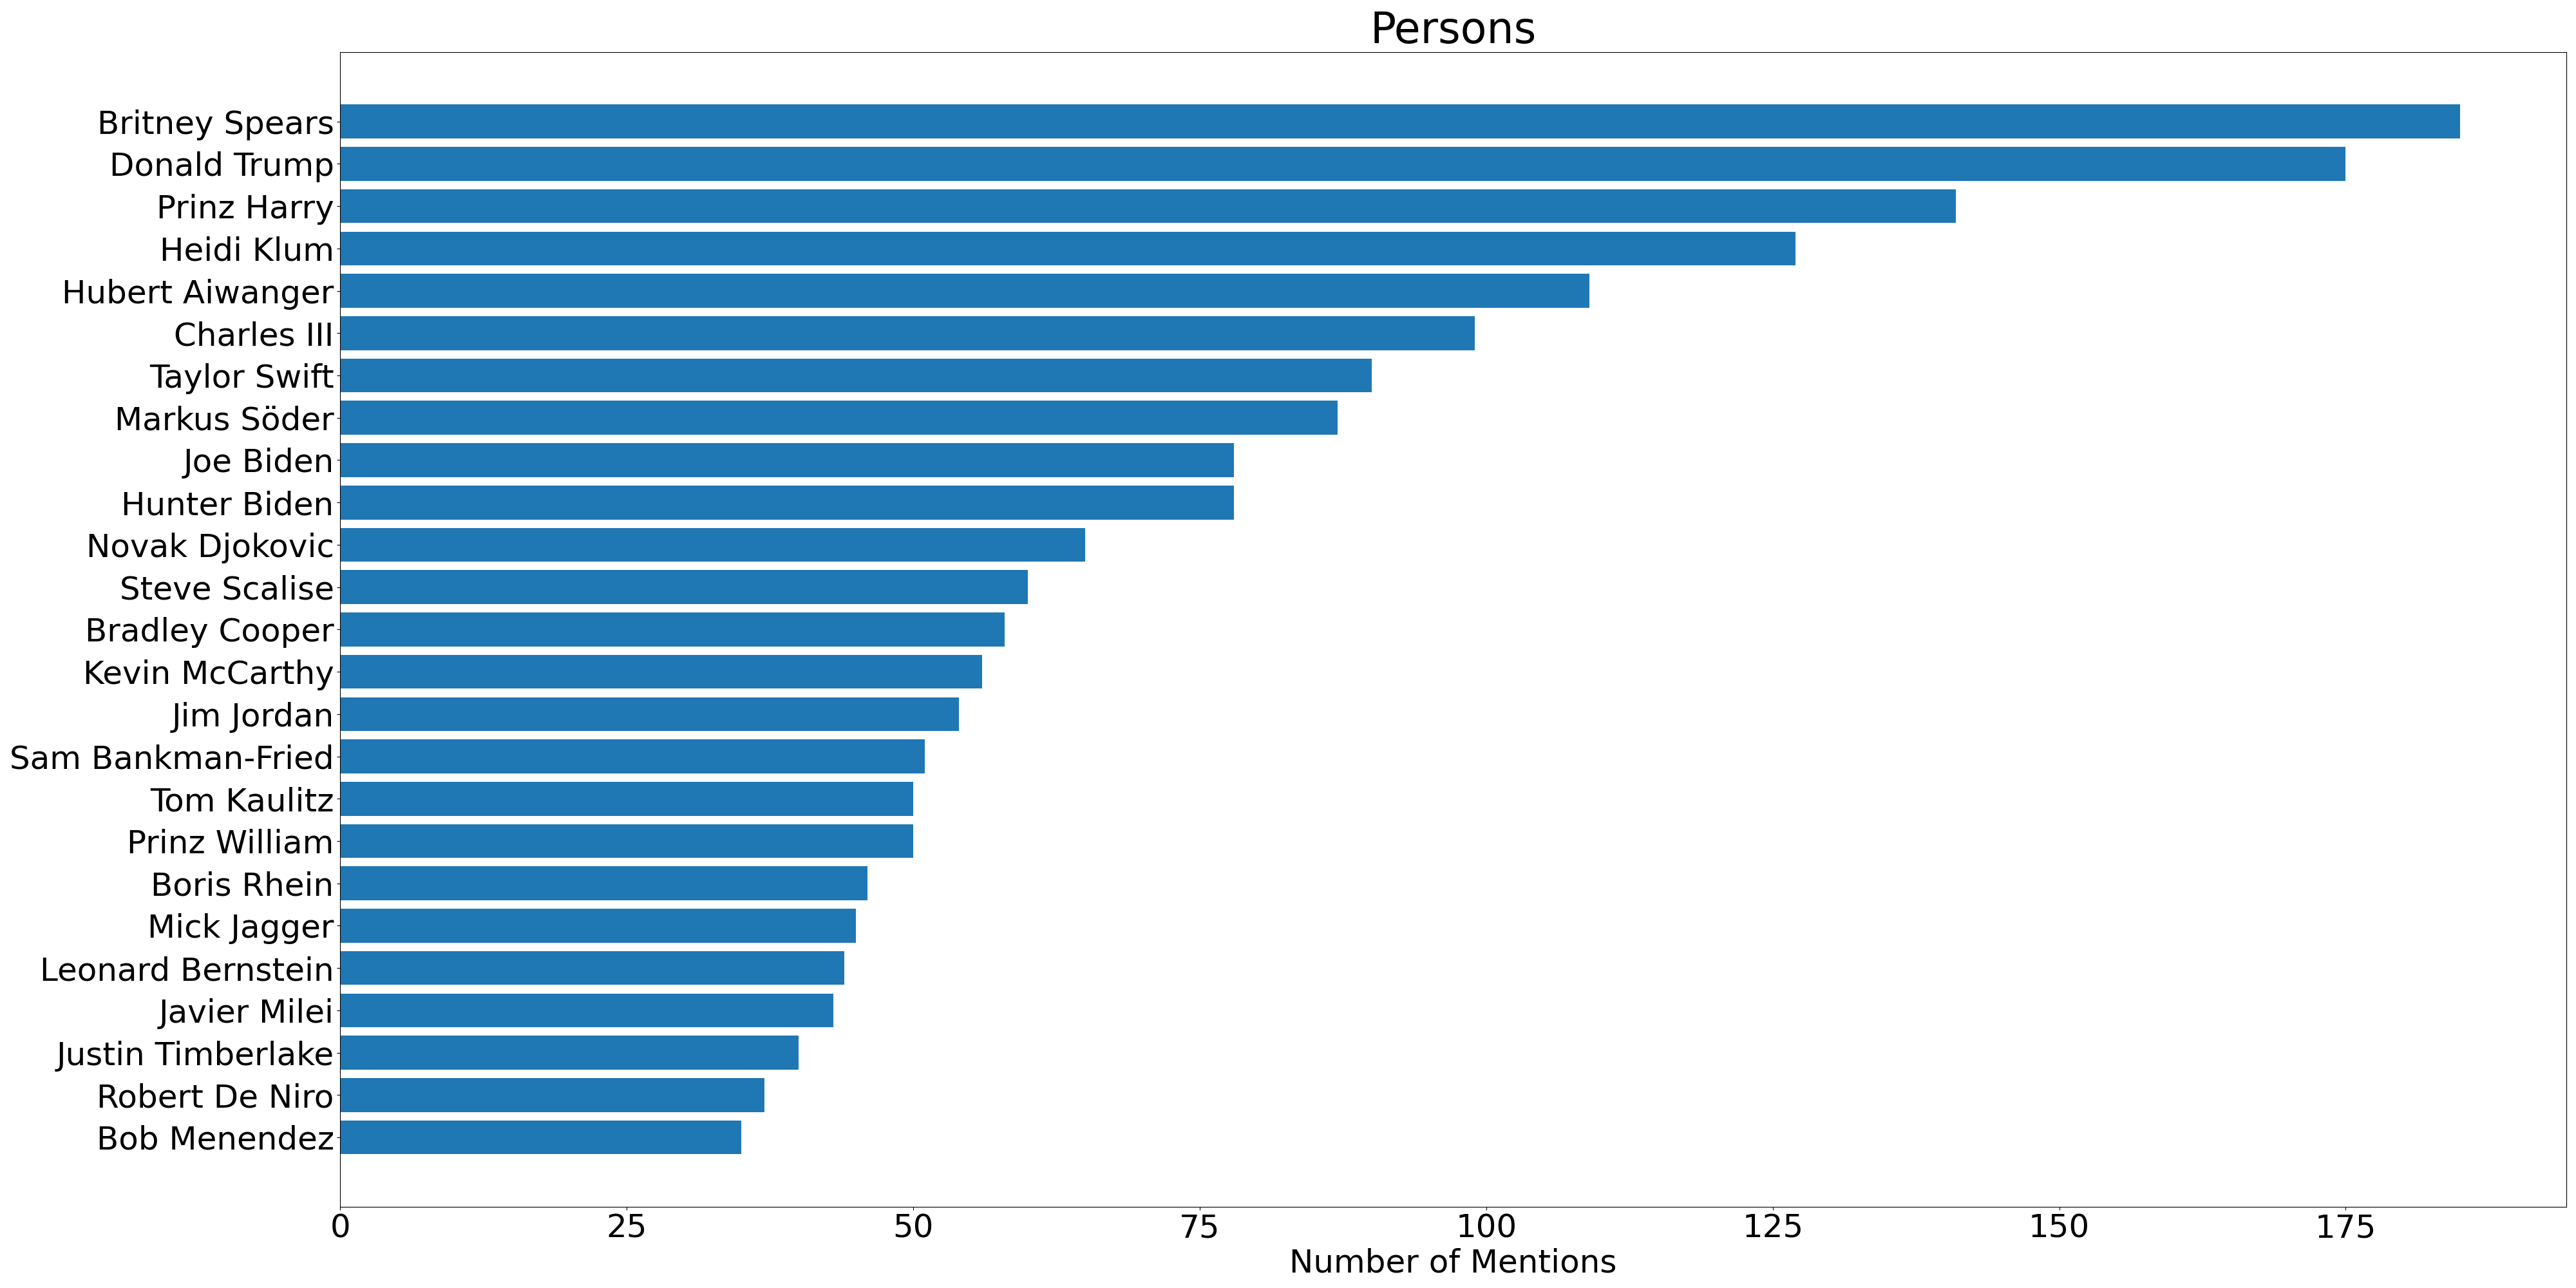 Persons
Britney Spears
Donald Trump
Prinz Harry
Heidi Klum
Hubert Aiwanger
Charles III
Taylor Swift
Markus Söder
Joe Biden
Hunter Biden
Novak Djokovic
Steve Scalise
Bradley Cooper
Kevin McCarthy
Jim Jordan
Sam Bankman-Fried
Tom Kaulitz
Prinz William
Boris Rhein
Mick Jagger
Leonard Bernstein
Javier Milei
Justin Timberlake
Robert De Niro
Bob Menendez
0 25 50 75 100 125 150 175
Number of Mentions